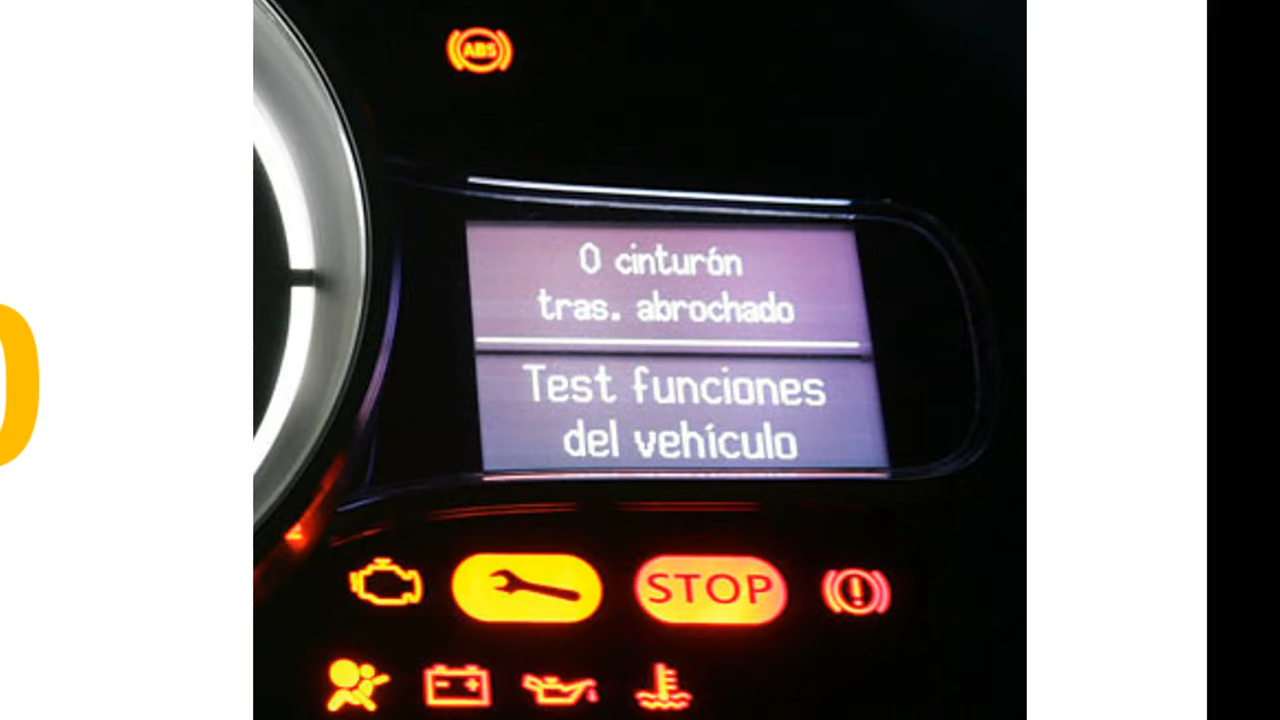 ABS
0 cinturón
tras. abrochado
Test funciones
del vehículo
STOP